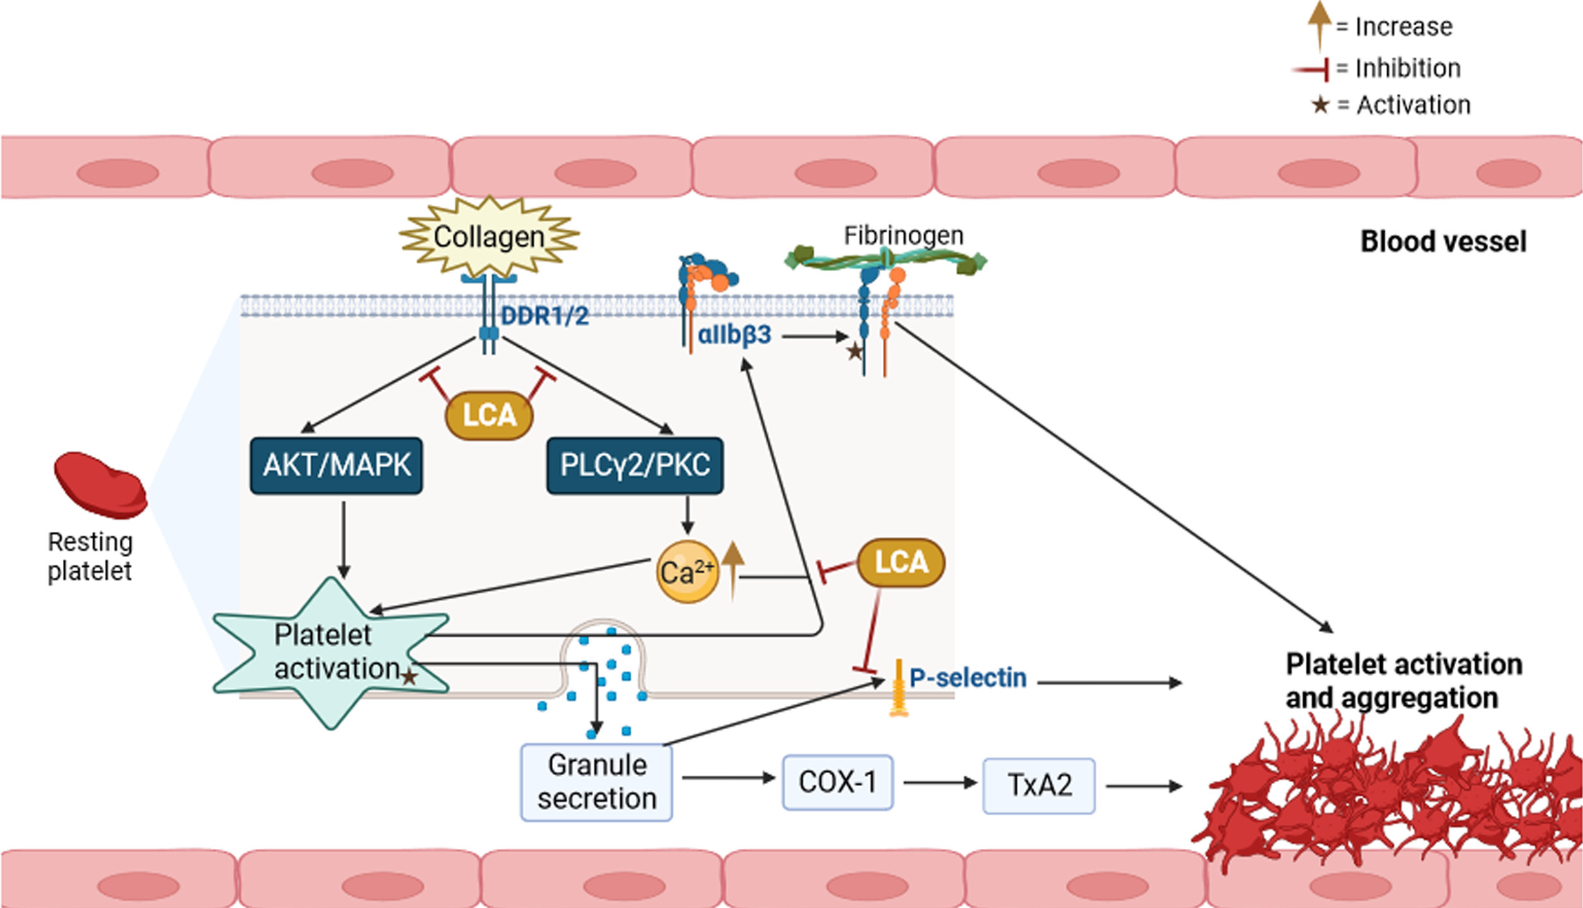 = Increase
= Inhibition
= Activation
Blood vessel
Collagen
Fibrinogen
DDR1/2
αIIbβ3
LCA
AKT/MAPK
PLCγ2/PKC
Resting
platelet
Ca²⁺
LCA
Platelet
activation
P-selectin
Platelet activation
and aggregation
Granule
secretion
COX-1
TxA2